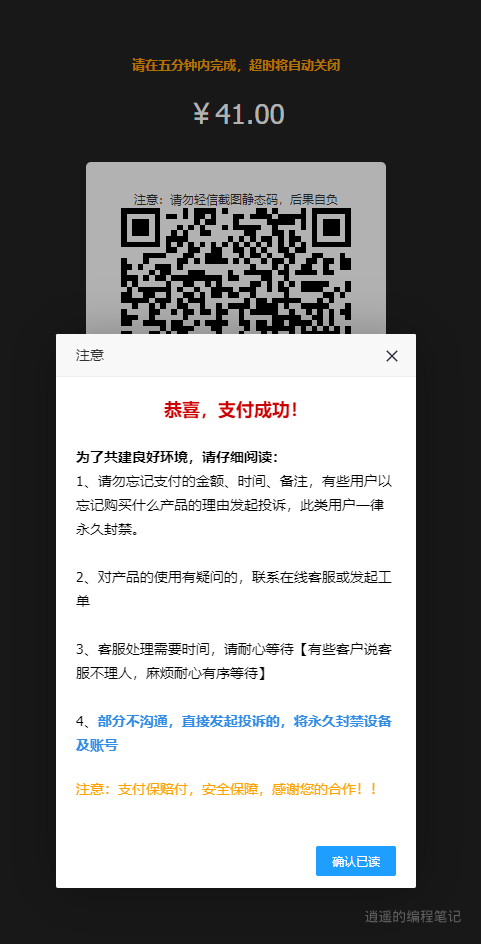 请在五分钟内完成，超时将自动关闭
￥41.00
注意：请勿轻信截图静态码，后果自负
注意
恭喜，支付成功！
为了共建良好环境，请仔细阅读：
1、请勿忘记支付的金额、时间、备注，有些用户以
忘记购买什么产品的理由发起投诉，此类用户一律
永久封禁。
2、对产品的使用有疑问的，联系在线客服或发起工
单
3、客服处理需要时间，请耐心等待【有些客户说客
服不理人，麻烦耐心有序等待】
4、部分不沟通，直接发起投诉的，将永久封禁设备
及账号
注意：支付保赔付，安全保障，感谢您的合作！！
确认已读
逍遥的编程笔记